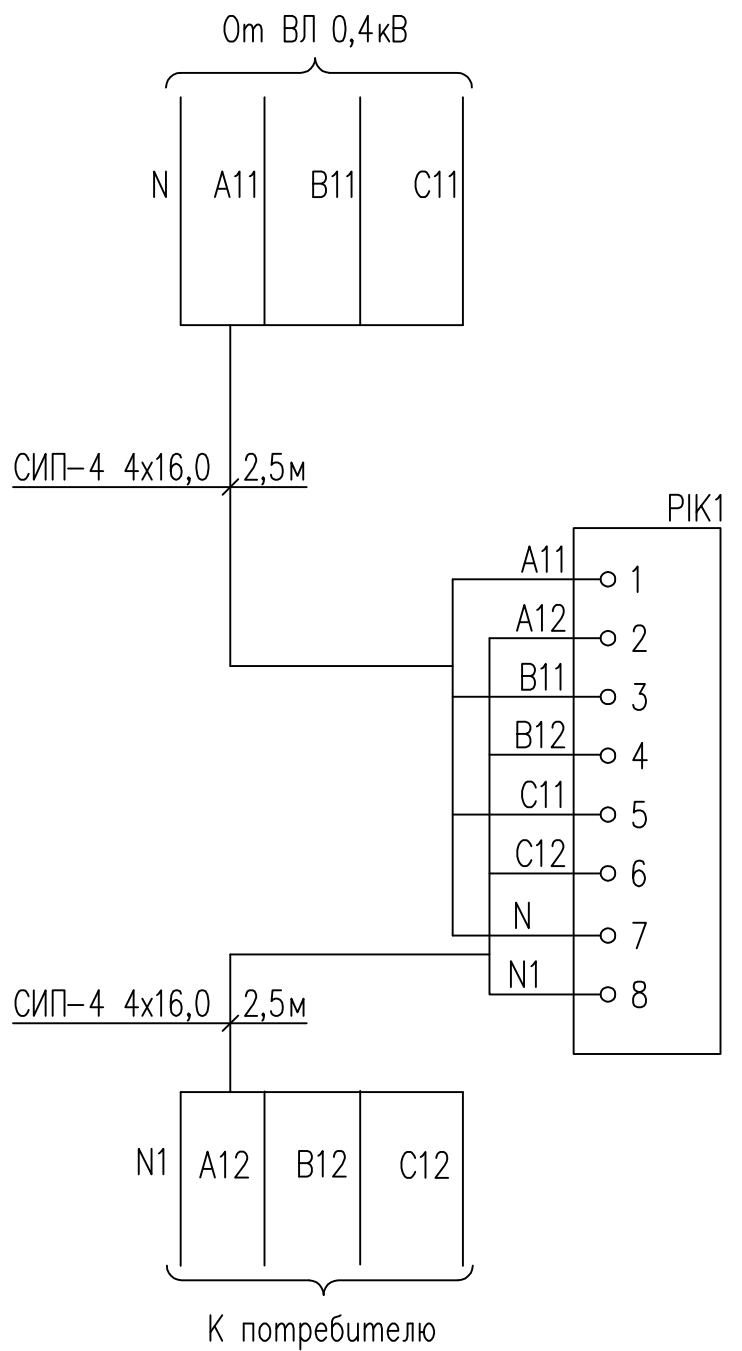 От ВЛ 0,4кВ
N A11 B11 C11
СИП-4 4х16,0 2,5м
PIK1
A11 1
A12 2
B11 3
B12 4
C11 5
C12 6
N 7
N1 8
СИП-4 4х16,0 2,5м
N1 A12 B12 C12
К потребителю